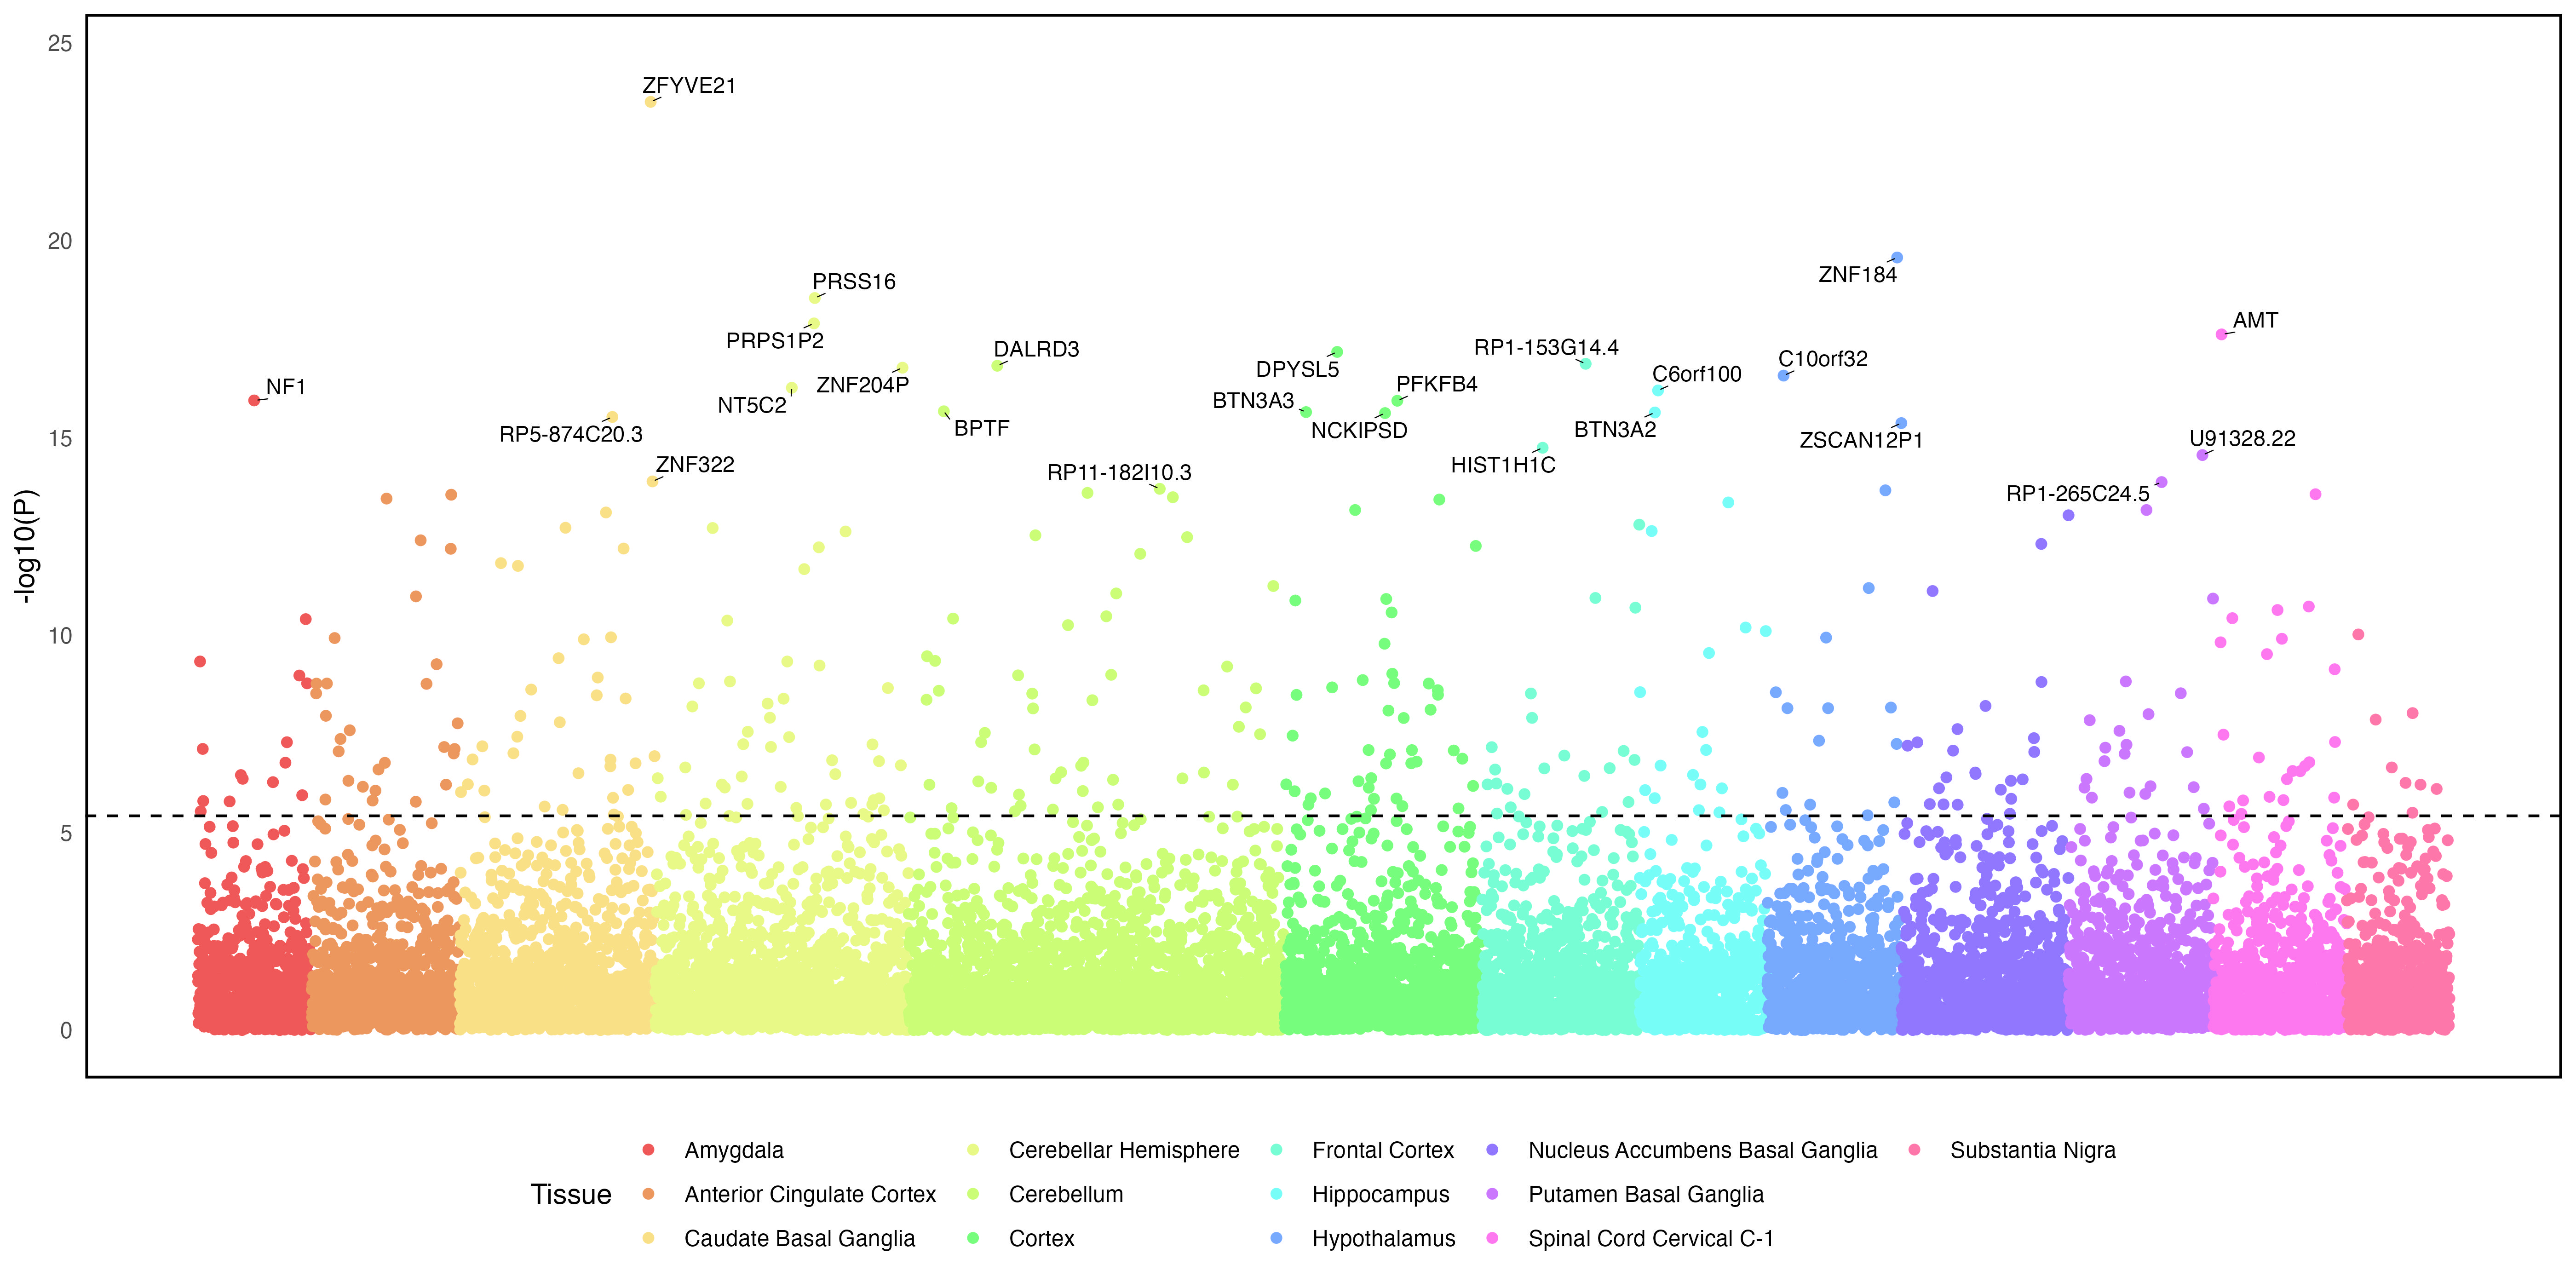 25
ZFYVE21
20
ZNF184
PRSS16
AMT
PRPS1P2
DALRD3
RP1-153G14.4
C10orf32
DPYSL5
C6orf100
NF1
ZNF204P
PFKFB4
NT5C2
BTN3A3
BPTF
NCKIPSD
BTN3A2
15
RP5-874C20.3
ZSCAN12P1
U91328.22
ZNF322
HIST1H1C
RP11-182I10.3
RP1-265C24.5
-log10(P)
10
5
0
Tissue
Amygdala
Anterior Cingulate Cortex
Caudate Basal Ganglia
Cerebellar Hemisphere
Cerebellum
Cortex
Frontal Cortex
Hippocampus
Hypothalamus
Nucleus Accumbens Basal Ganglia
Putamen Basal Ganglia
Spinal Cord Cervical C-1
Substantia Nigra